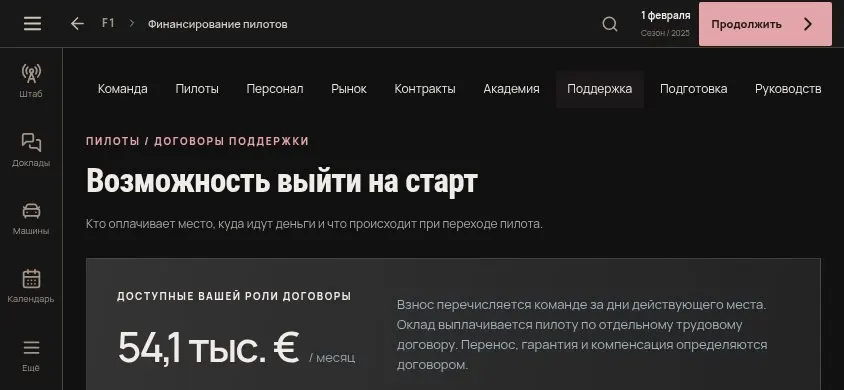 F1 > Финансирование пилотов
1 февраля
Сезон / 2025
Продолжить
Штаб
Доклады
Машины
Календарь
Ещё
Команда Пилоты Персонал Рынок Контракты Академия Поддержка Подготовка Руководств
ПИЛОТЫ / ДОГОВОРЫ ПОДДЕРЖКИ
Возможность выйти на старт
Кто оплачивает место, куда идут деньги и что происходит при переходе пилота.
ДОСТУПНЫЕ ВАШЕЙ РОЛИ ДОГОВОРЫ
54,1 тыс. € / месяц
Взнос перечисляется команде за дни действующего места.
Оклад выплачивается пилоту по отдельному трудовому
договору. Перенос, гарантия и компенсация определяются
договором.